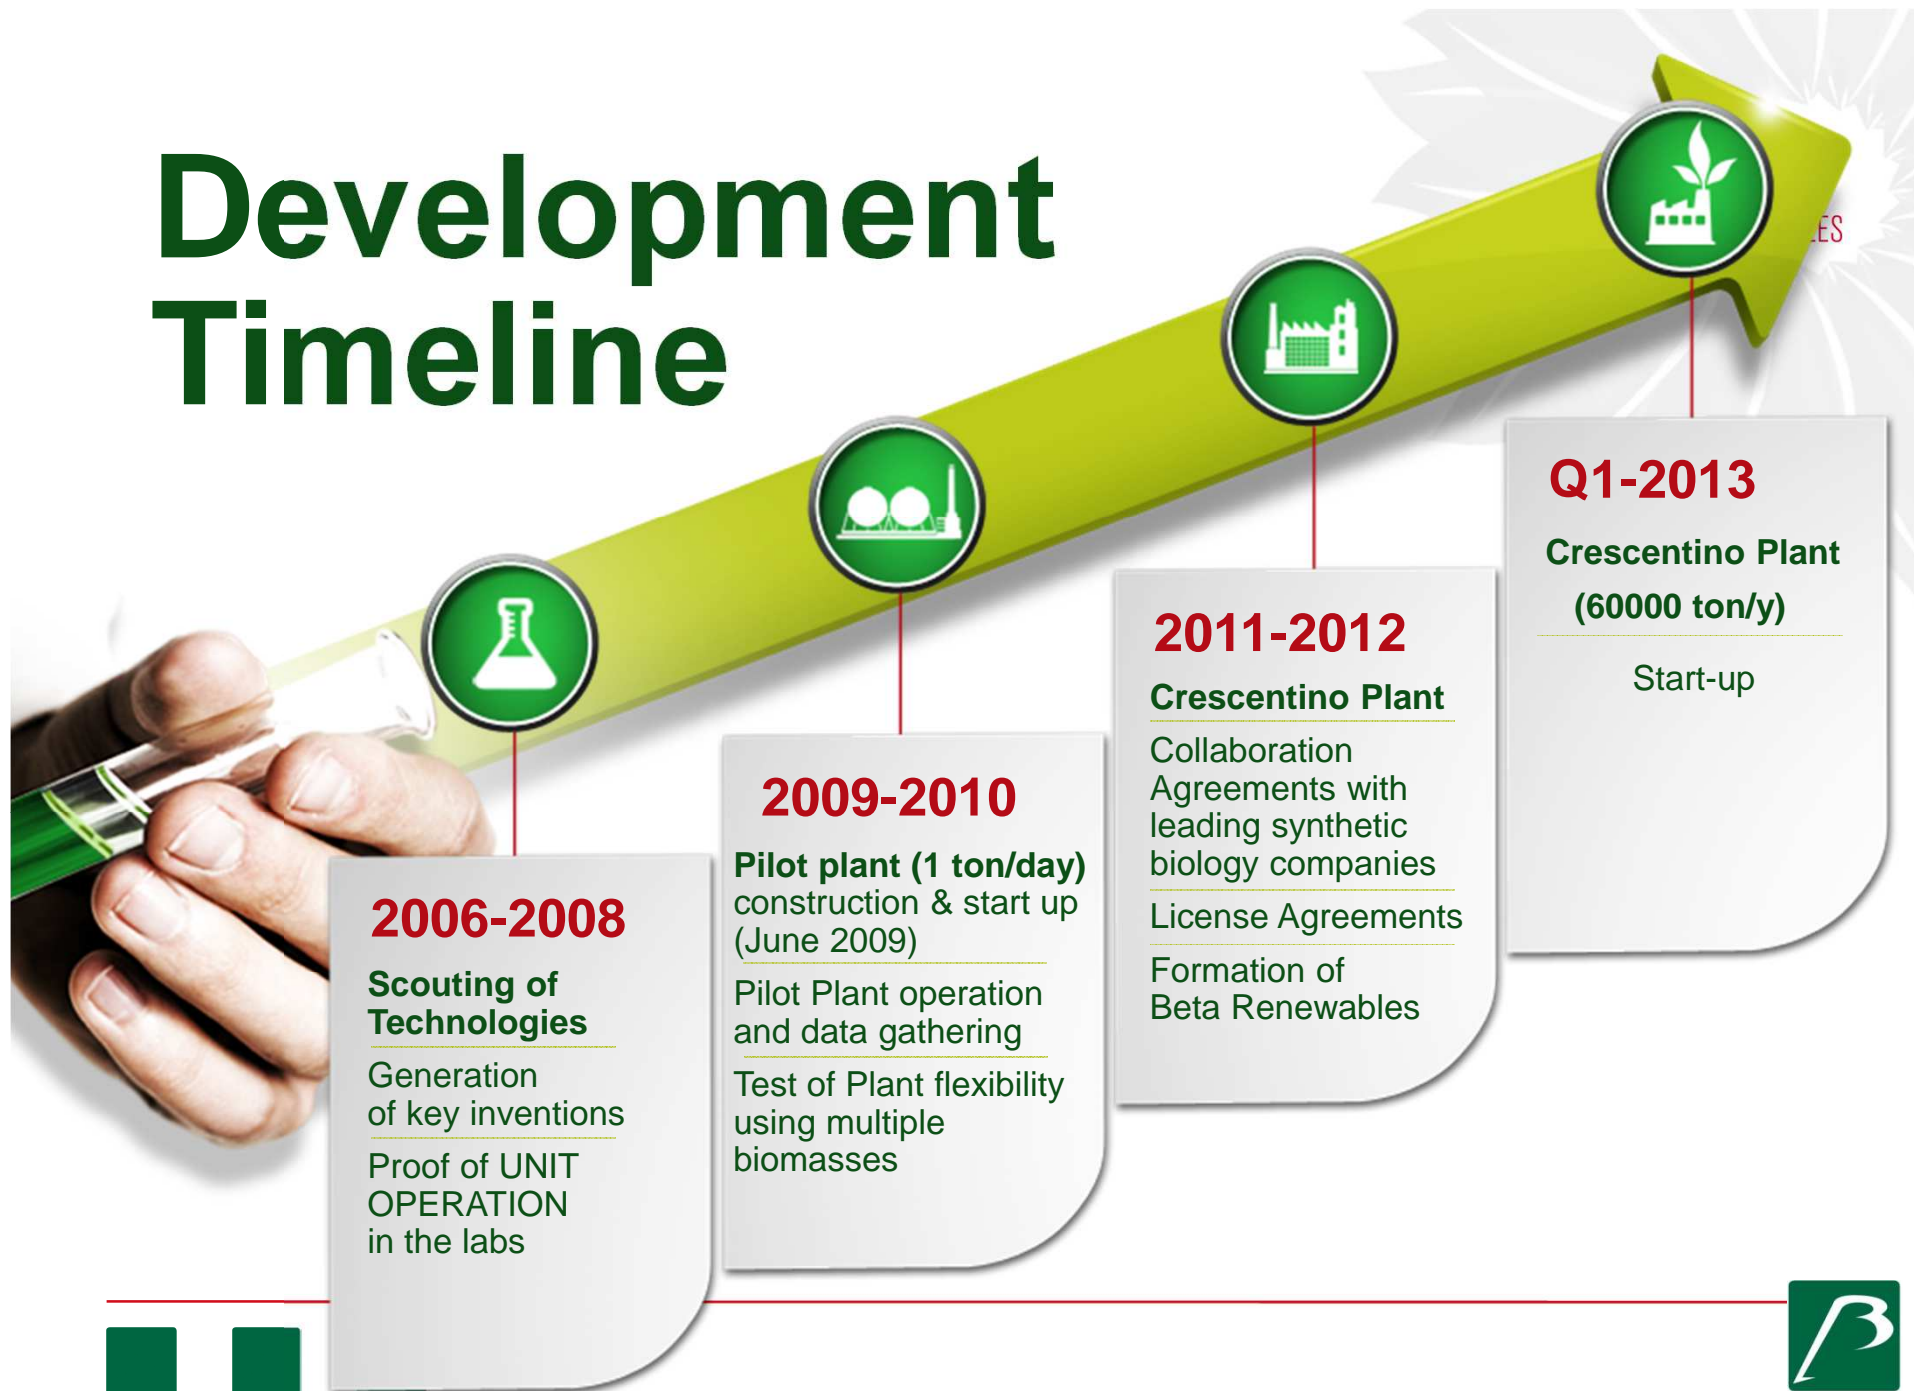 Development
Timeline
ES
2006-2008
Scouting of
Technologies
Generation
of key inventions
Proof of UNIT
OPERATION
in the labs
2009-2010
Pilot plant (1 ton/day)
construction & start up
(June 2009)
Pilot Plant operation
and data gathering
Test of Plant flexibility
using multiple
biomasses
2011-2012
Crescentino Plant
Collaboration
Agreements with
leading synthetic
biology companies
License Agreements
Formation of
Beta Renewables
Q1-2013
Crescentino Plant
(60000 ton/y)
Start-up
β